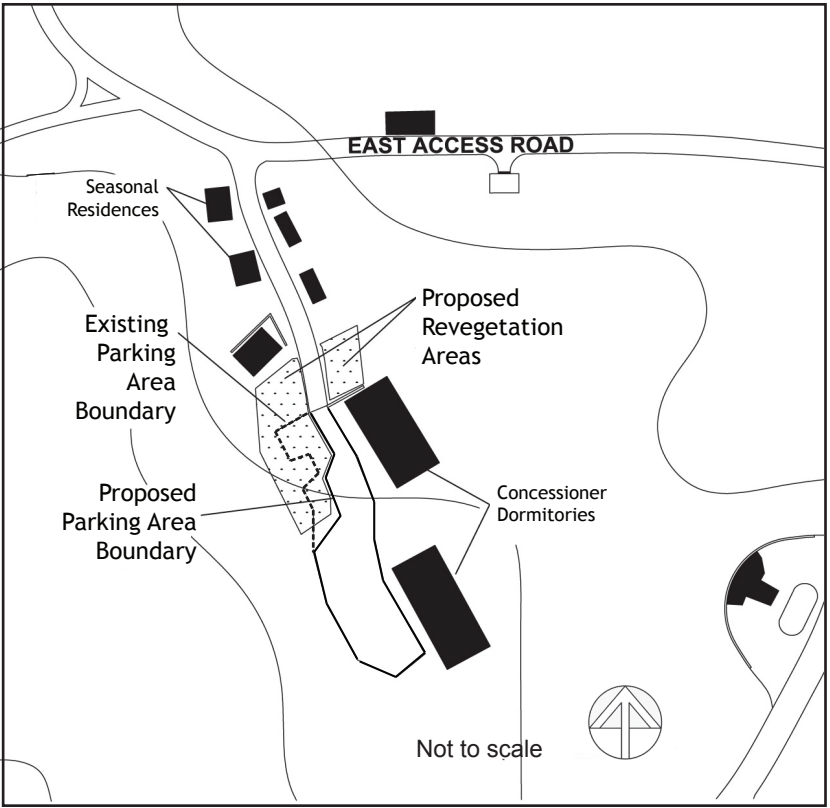 EAST ACCESS ROAD
Seasonal
Residences
Proposed
Revegetation
Areas
Existing
Parking
Area
Boundary
Proposed
Parking Area
Boundary
Concessioner
Dormitories
Not to scale